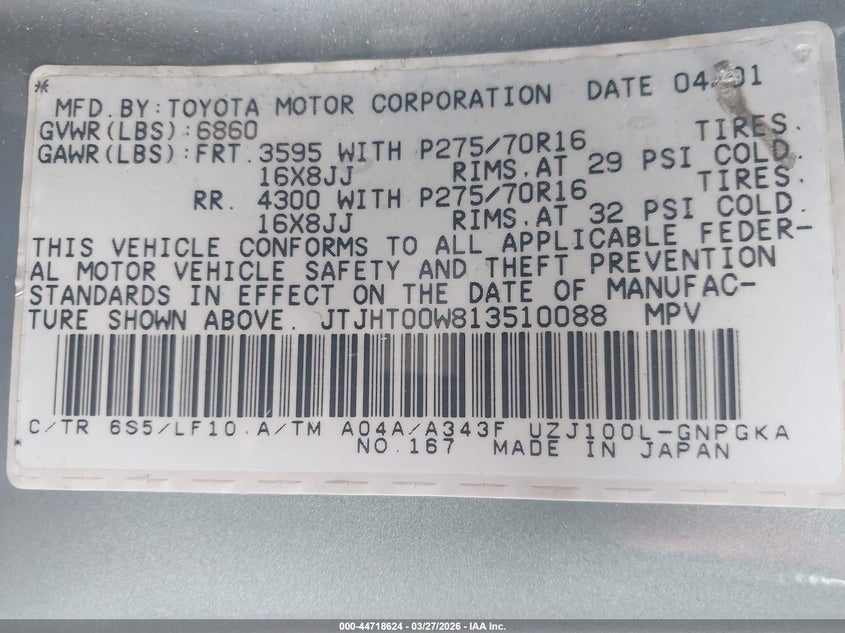 * MFD.BY:TOYOTA MOTOR CORPORATION DATE 04/01
GVWR(LBS):6860
GAWR(LBS):FRT.3595 WITH P275/70R16 TIRES.
16X8JJ RIMS.AT 29 PSI COLD.
RR. 4300 WITH P275/70R16 TIRES.
16X8JJ RIMS.AT 32 PSI COLD.
THIS VEHICLE CONFORMS TO ALL APPLICABLE FEDER-
AL MOTOR VEHICLE SAFETY AND THEFT PREVENTION
STANDARDS IN EFFECT ON THE DATE OF MANUFAC-
TURE SHOWN ABOVE. JTJHT00W813510088 MPV
C/TR 6S5/LF10.A/TM A04A/A343F UZJ100L-GNPGKA
* NO.167 MADE IN JAPAN
000-44718624 | 03/27/2026 - IAA Inc.